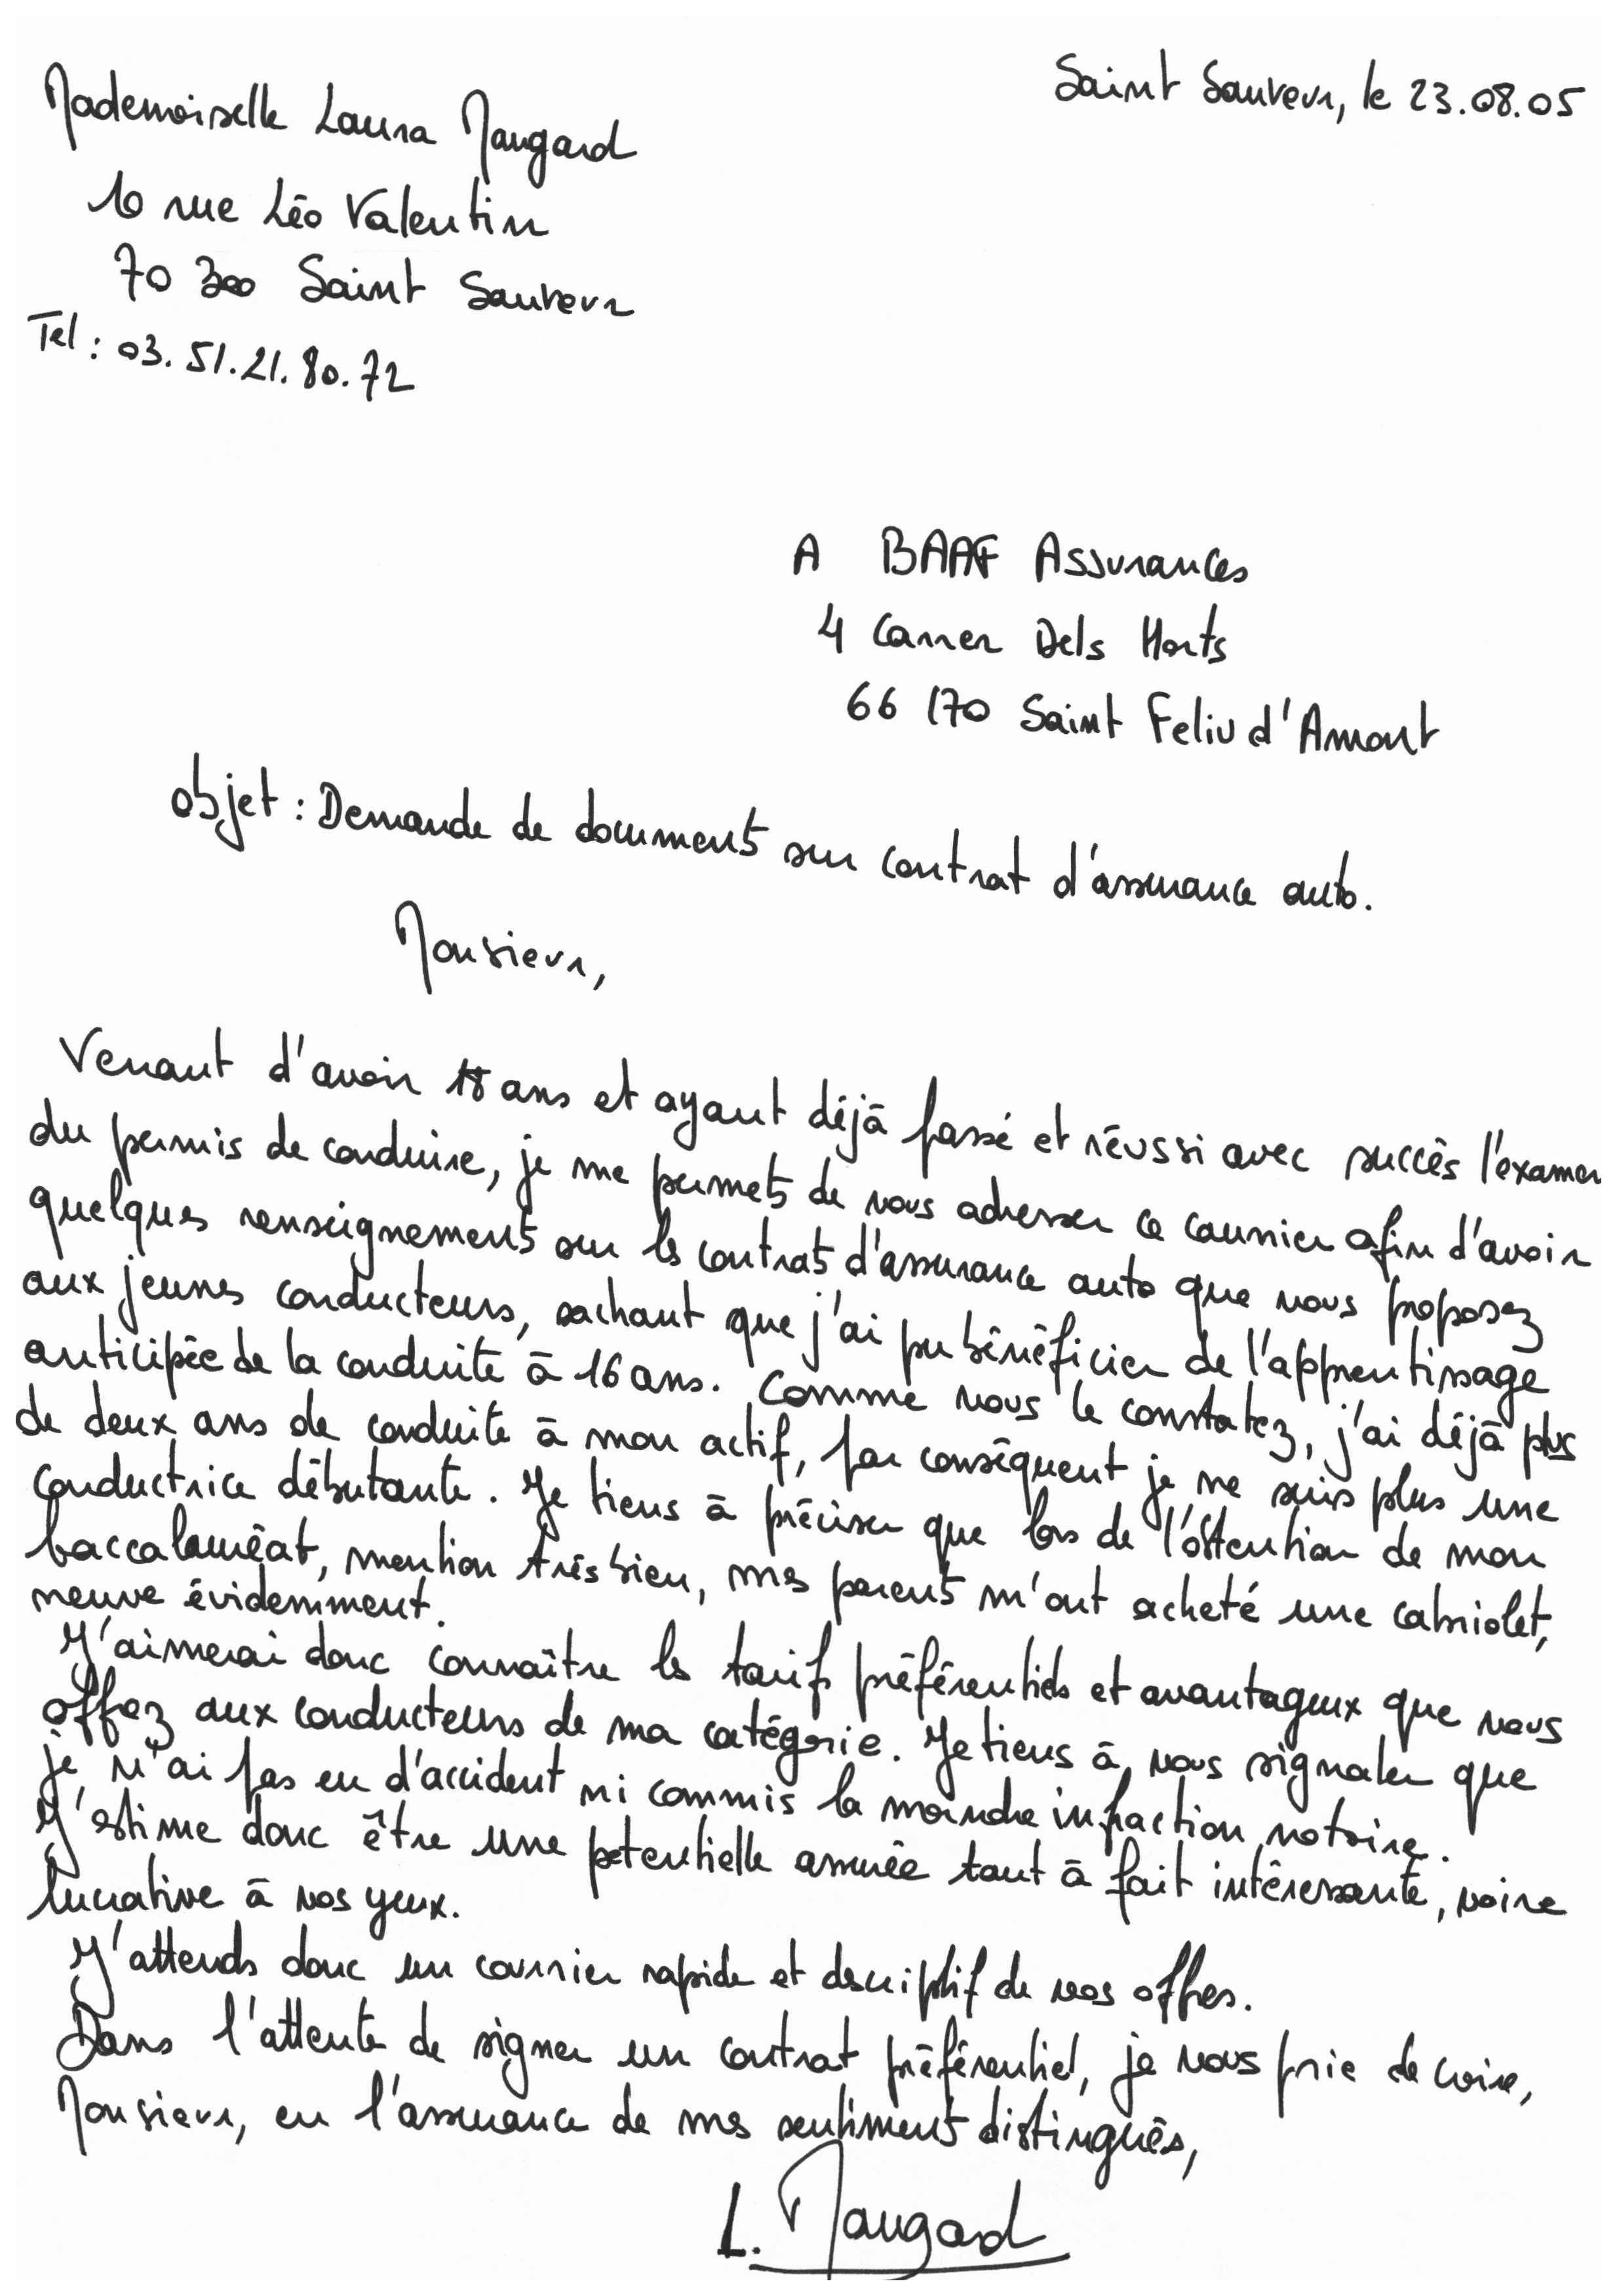 Mademoiselle Laura Maugard
Saint Sauveur, le 23.08.05
10 rue Léo Valentin
70 300 Saint Sauveur
Tel : 03.51.21.80.72
A BAAF Assurances
4 Carrer Dels Horts
66 170 Saint Feliu d'Amont
objet : Demande de documents sur contrat d'assurance auto.
Monsieur,
Venant d'avoir 18 ans et ayant déjà passé et réussi avec succès l'examen
du permis de conduire, je me permets de vous adresser ce courrier afin d'avoir
quelques renseignements sur les contrats d'assurance auto que vous proposez
aux jeunes conducteurs, sachant que j'ai pu bénéficier de l'apprentissage
anticipée de la conduite à 16 ans. Comme vous le constatez, j'ai déjà plus
de deux ans de conduite à mon actif, par conséquent je ne suis plus une
conductrice débutante. Je tiens à préciser que lors de l'obtention de mon
baccalauréat, mention très bien, mes parents m'ont acheté une cabriolet,
neuve évidemment.
J'aimerai donc connaître les tarifs préférentiels et avantageux que vous
offrez aux conducteurs de ma catégorie. Je tiens à vous signaler que
je n'ai pas eu d'accident ni commis la moindre infraction notoire.
J'estime donc être une potentielle assurée tout à fait intéressante, voire
lucrative à vos yeux.
J'attends donc un courrier rapide et descriptif de vos offres.
Dans l'attente de signer un contrat préférentiel, je vous prie de croire,
Monsieur, en l'assurance de mes sentiments distingués,
L. Maugard